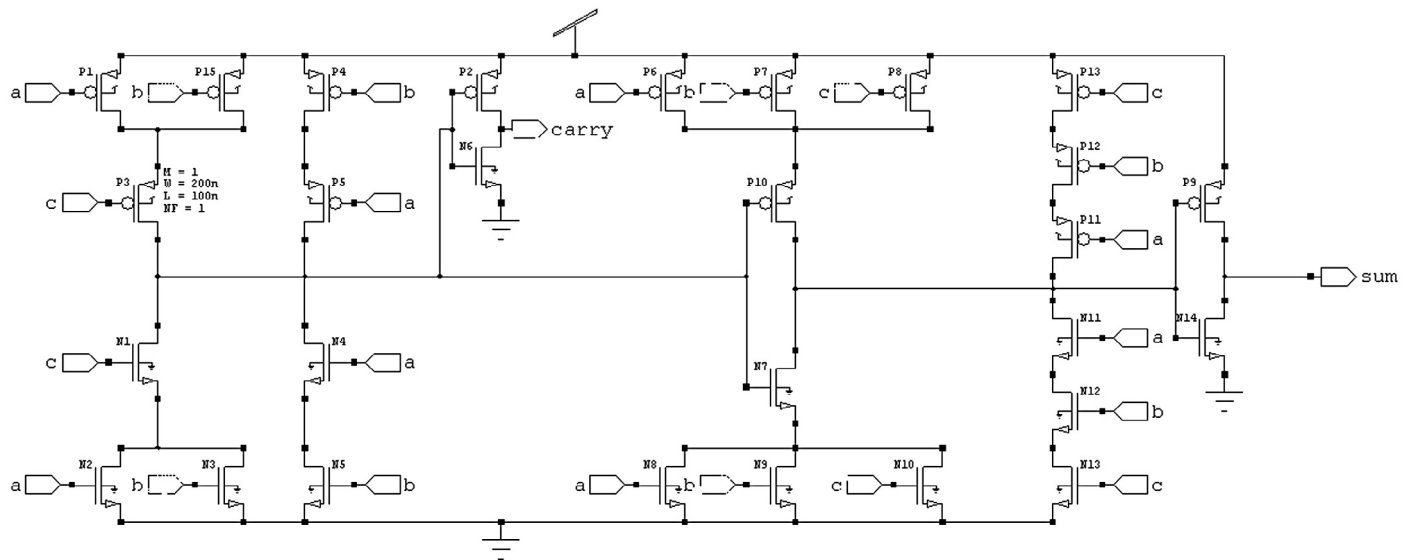 P1
P15
P4
P2
P6
P7
P8
P13
a
b
b
a
b
c
c
carry
N6
P12
b
P3
M = 1
W = 200n
L = 100n
NF = 1
P5
P10
P9
c
a
P11
a
sum
N1
N4
N11
N14
c
a
a
N7
N12
b
N2
N3
N5
N8
N9
N10
N13
a
b
b
a
b
c
c